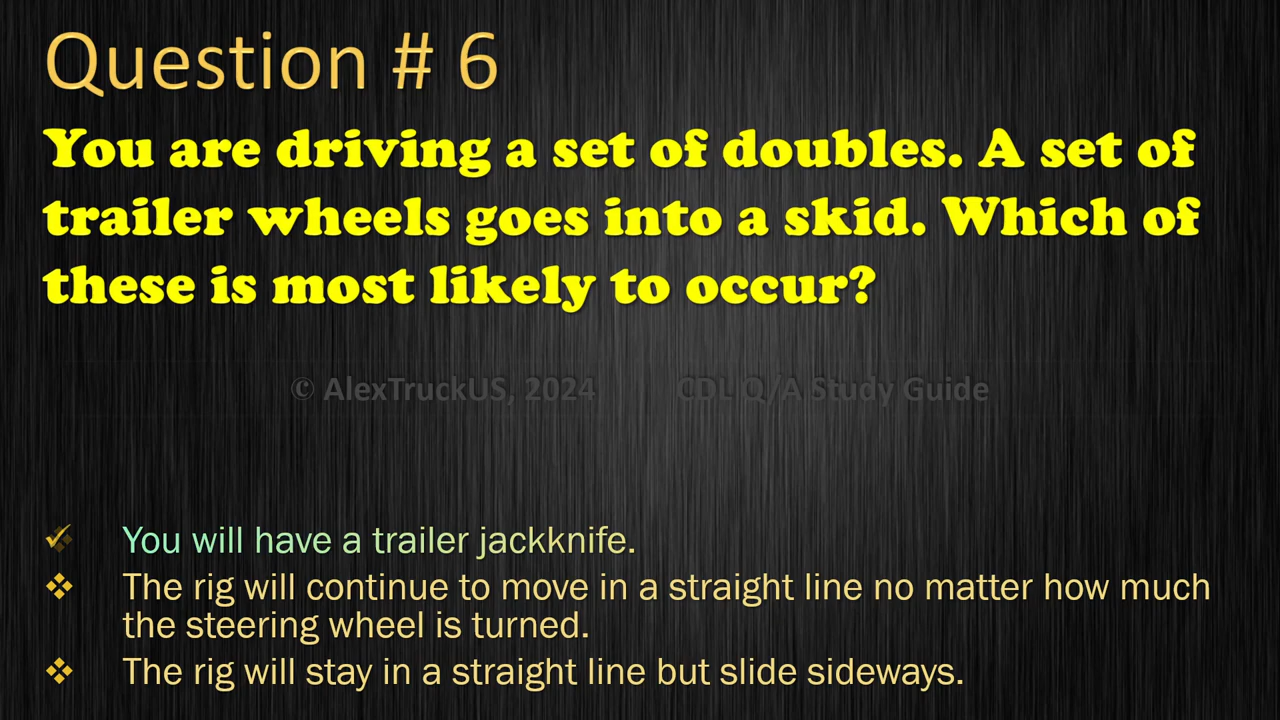 Question # 6
You are driving a set of doubles. A set of
trailer wheels goes into a skid. Which of
these is most likely to occur?
© AlexTruckUS, 2024 CDL Q/A Study Guide
You will have a trailer jackknife.
The rig will continue to move in a straight line no matter how much
the steering wheel is turned.
The rig will stay in a straight line but slide sideways.